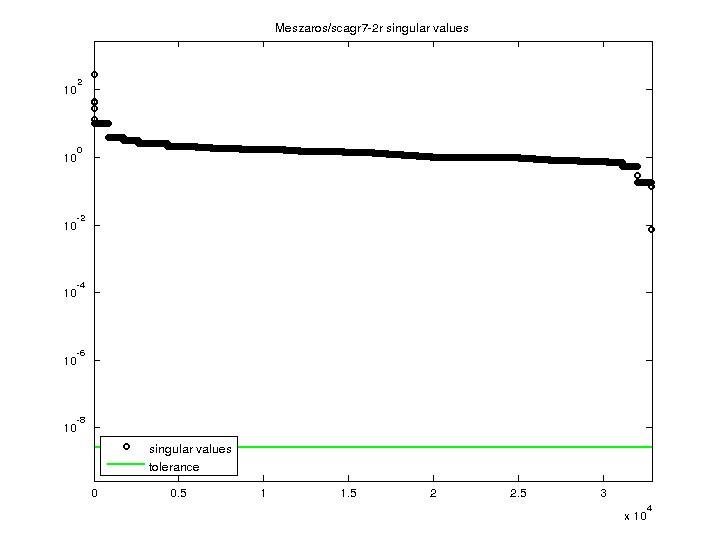 Meszaros/scagr7-2r singular values
10^2
10^0
10^-2
10^-4
10^-6
10^-8
singular values
tolerance
0 0.5 1 1.5 2 2.5 3
x 10^4